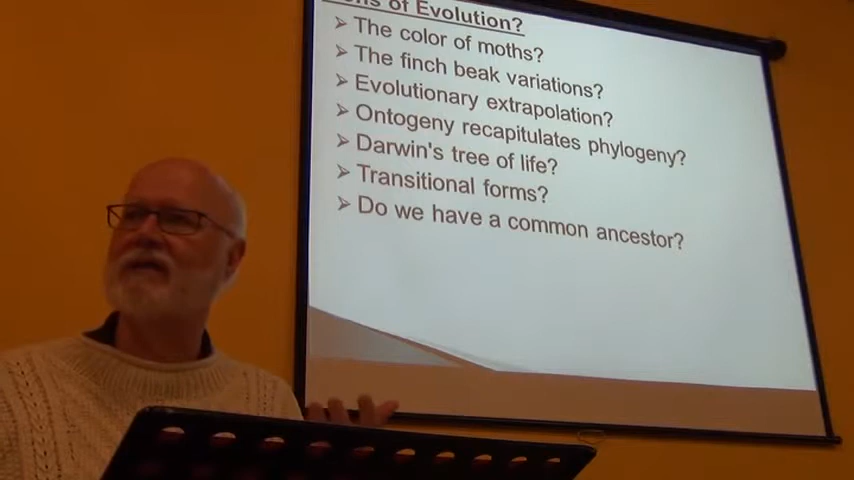 of Evolution?
➢ The color of moths?
➢ The finch beak variations?
➢ Evolutionary extrapolation?
➢ Ontogeny recapitulates phylogeny?
➢ Darwin's tree of life?
➢ Transitional forms?
➢ Do we have a common ancestor?